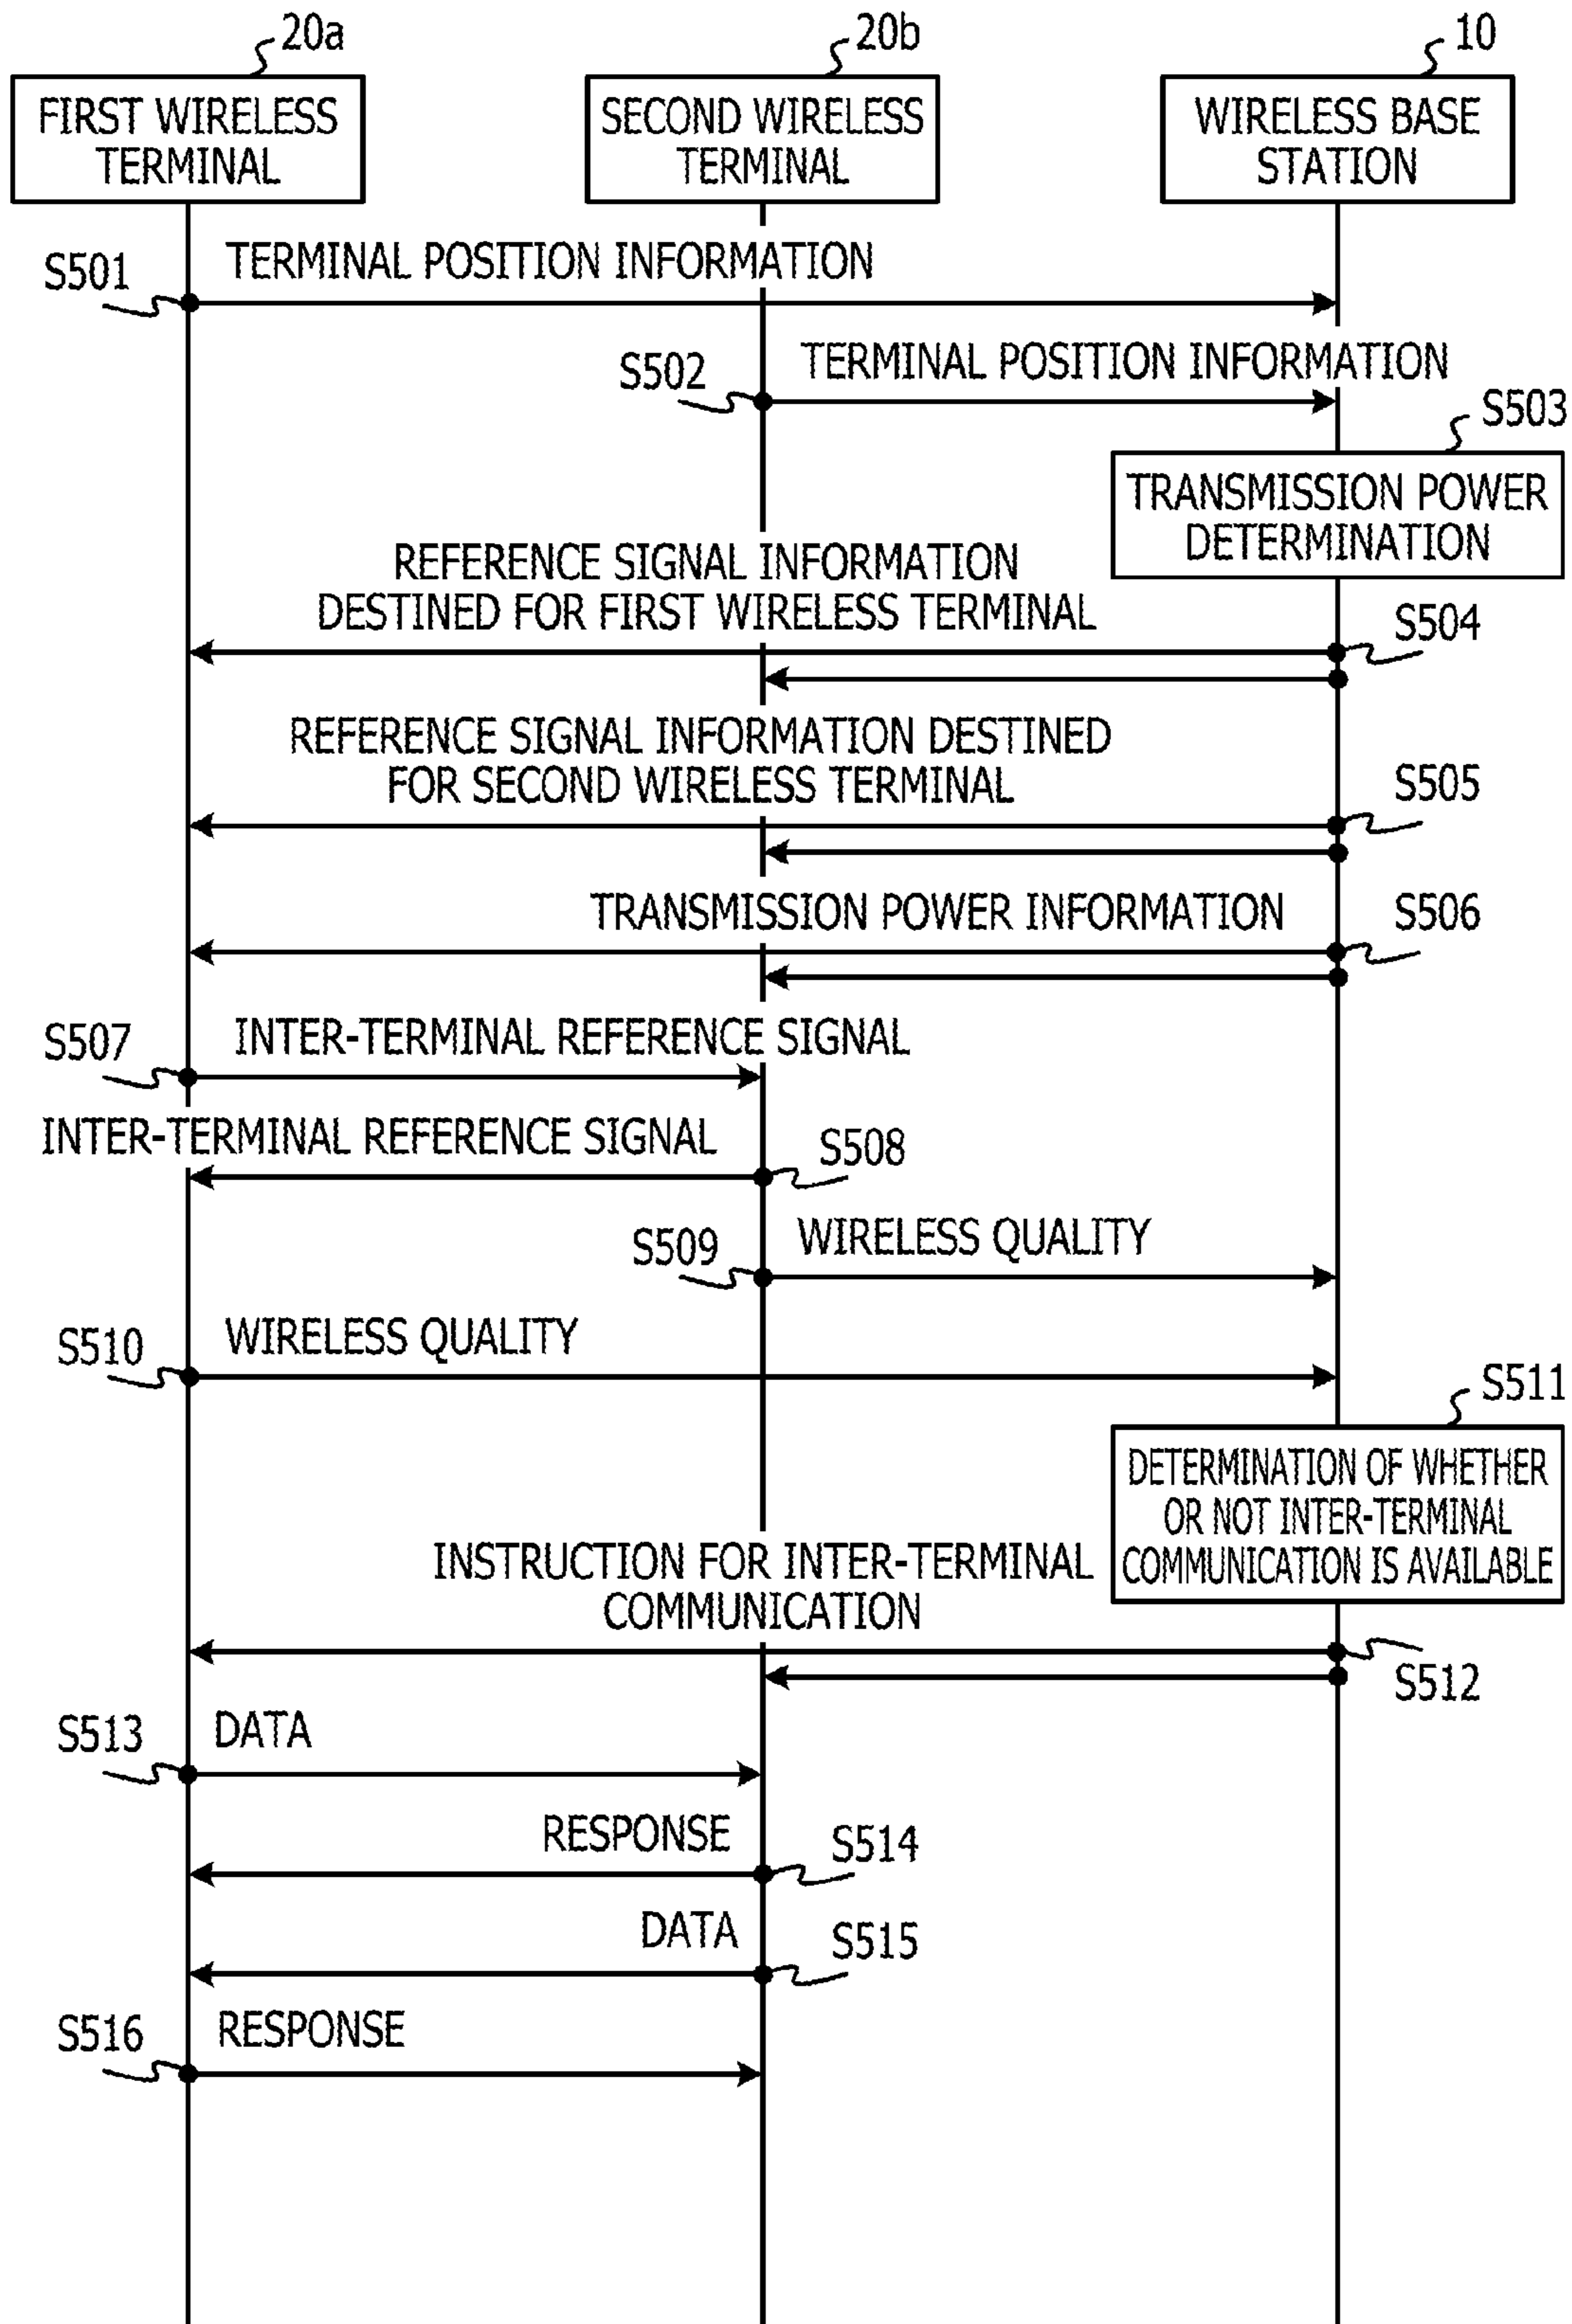 20a
20b
10
FIRST WIRELESS
TERMINAL
SECOND WIRELESS
TERMINAL
WIRELESS BASE
STATION
S501
TERMINAL POSITION INFORMATION
S502
TERMINAL POSITION INFORMATION
S503
TRANSMISSION POWER
DETERMINATION
REFERENCE SIGNAL INFORMATION
DESTINED FOR FIRST WIRELESS TERMINAL
S504
REFERENCE SIGNAL INFORMATION DESTINED
FOR SECOND WIRELESS TERMINAL
S505
TRANSMISSION POWER INFORMATION
S506
S507
INTER-TERMINAL REFERENCE SIGNAL
INTER-TERMINAL REFERENCE SIGNAL
S508
S509
WIRELESS QUALITY
S510
WIRELESS QUALITY
S511
DETERMINATION OF WHETHER
OR NOT INTER-TERMINAL
COMMUNICATION IS AVAILABLE
INSTRUCTION FOR INTER-TERMINAL
COMMUNICATION
S512
S513
DATA
RESPONSE
S514
DATA
S515
S516
RESPONSE